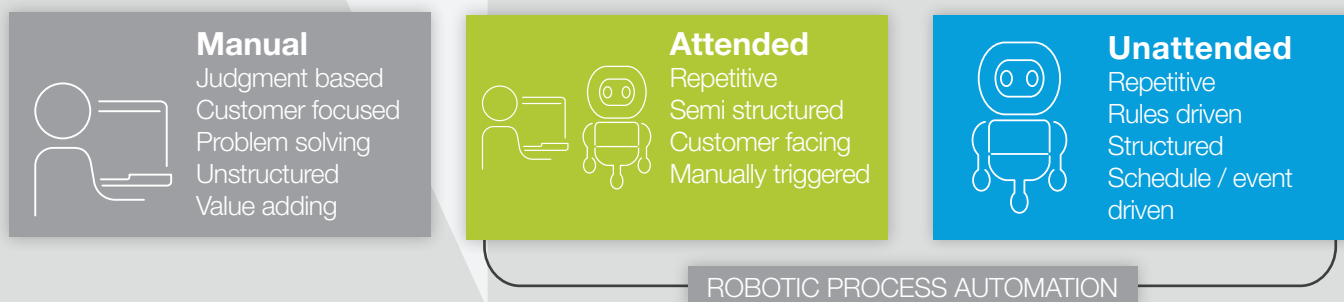 Manual
Judgment based
Customer focused
Problem solving
Unstructured
Value adding
Attended
Repetitive
Semi structured
Customer facing
Manually triggered
Unattended
Repetitive
Rules driven
Structured
Schedule / event
driven
ROBOTIC PROCESS AUTOMATION